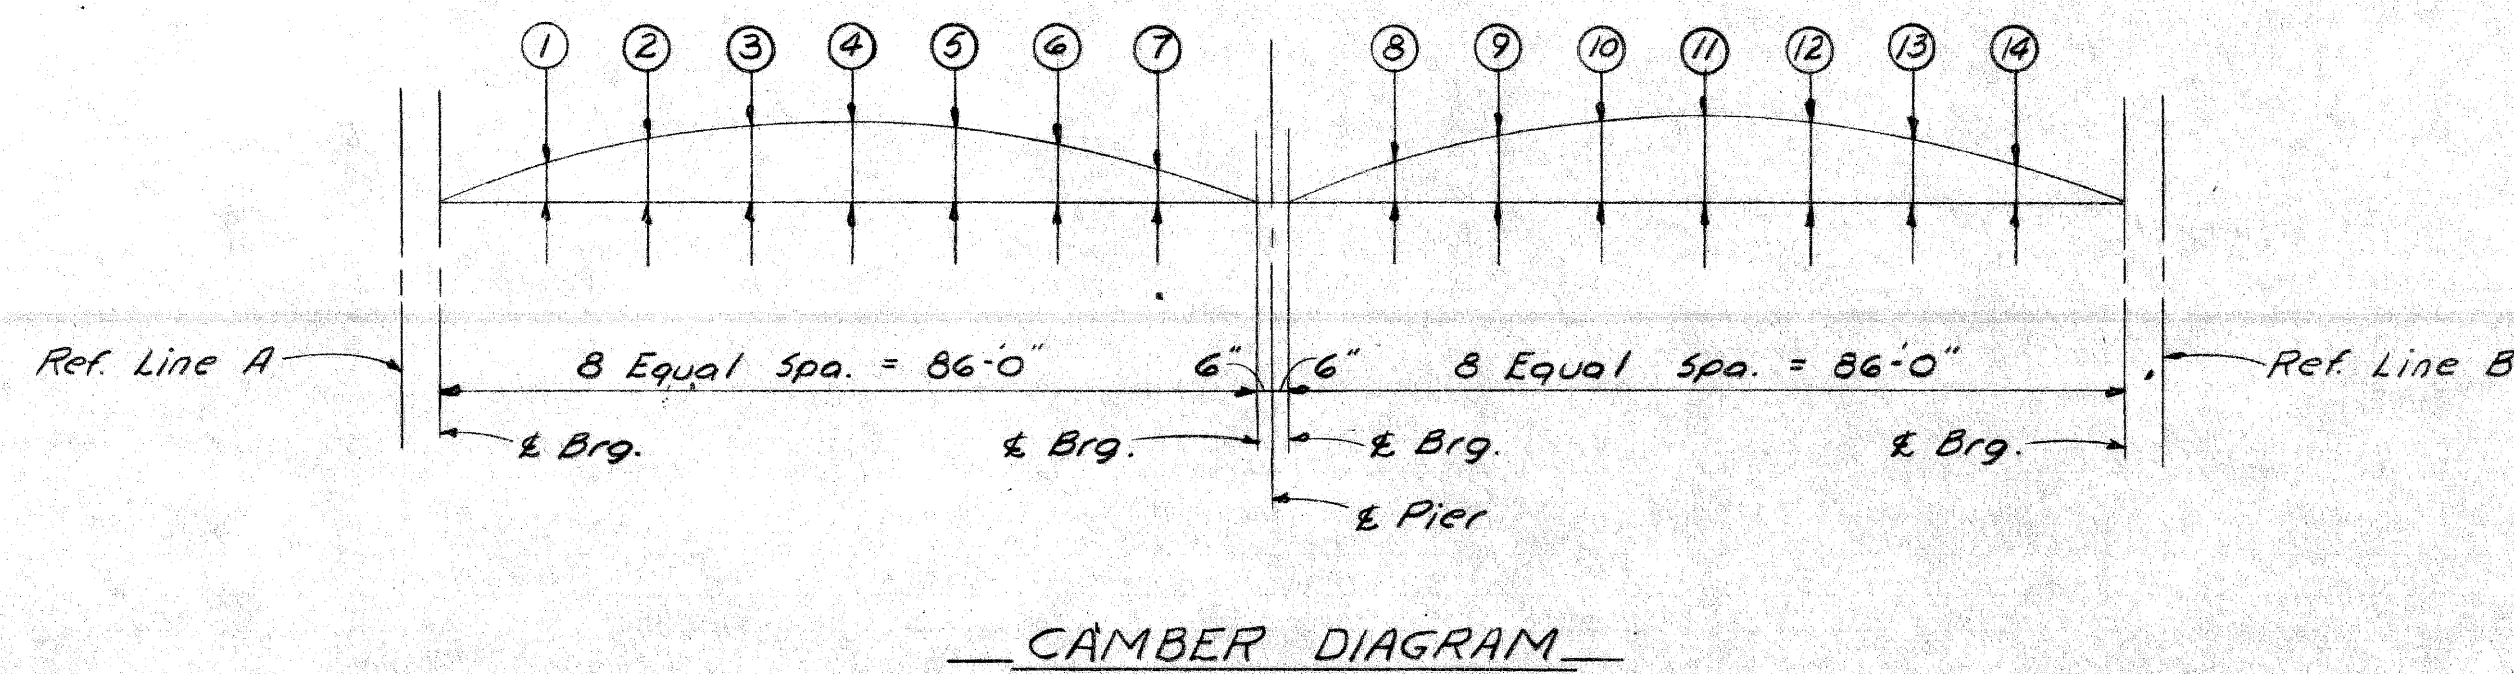 1 2 3 4 5 6 7 8 9 10 11 12 13 14
Ref. Line A 8 Equal Spa. = 86'-0" 6" 6" 8 Equal Spa. = 86'-0" Ref. Line B
℄ Brg. ℄ Brg. ℄ Brg. ℄ Brg.
℄ Pier
CAMBER DIAGRAM